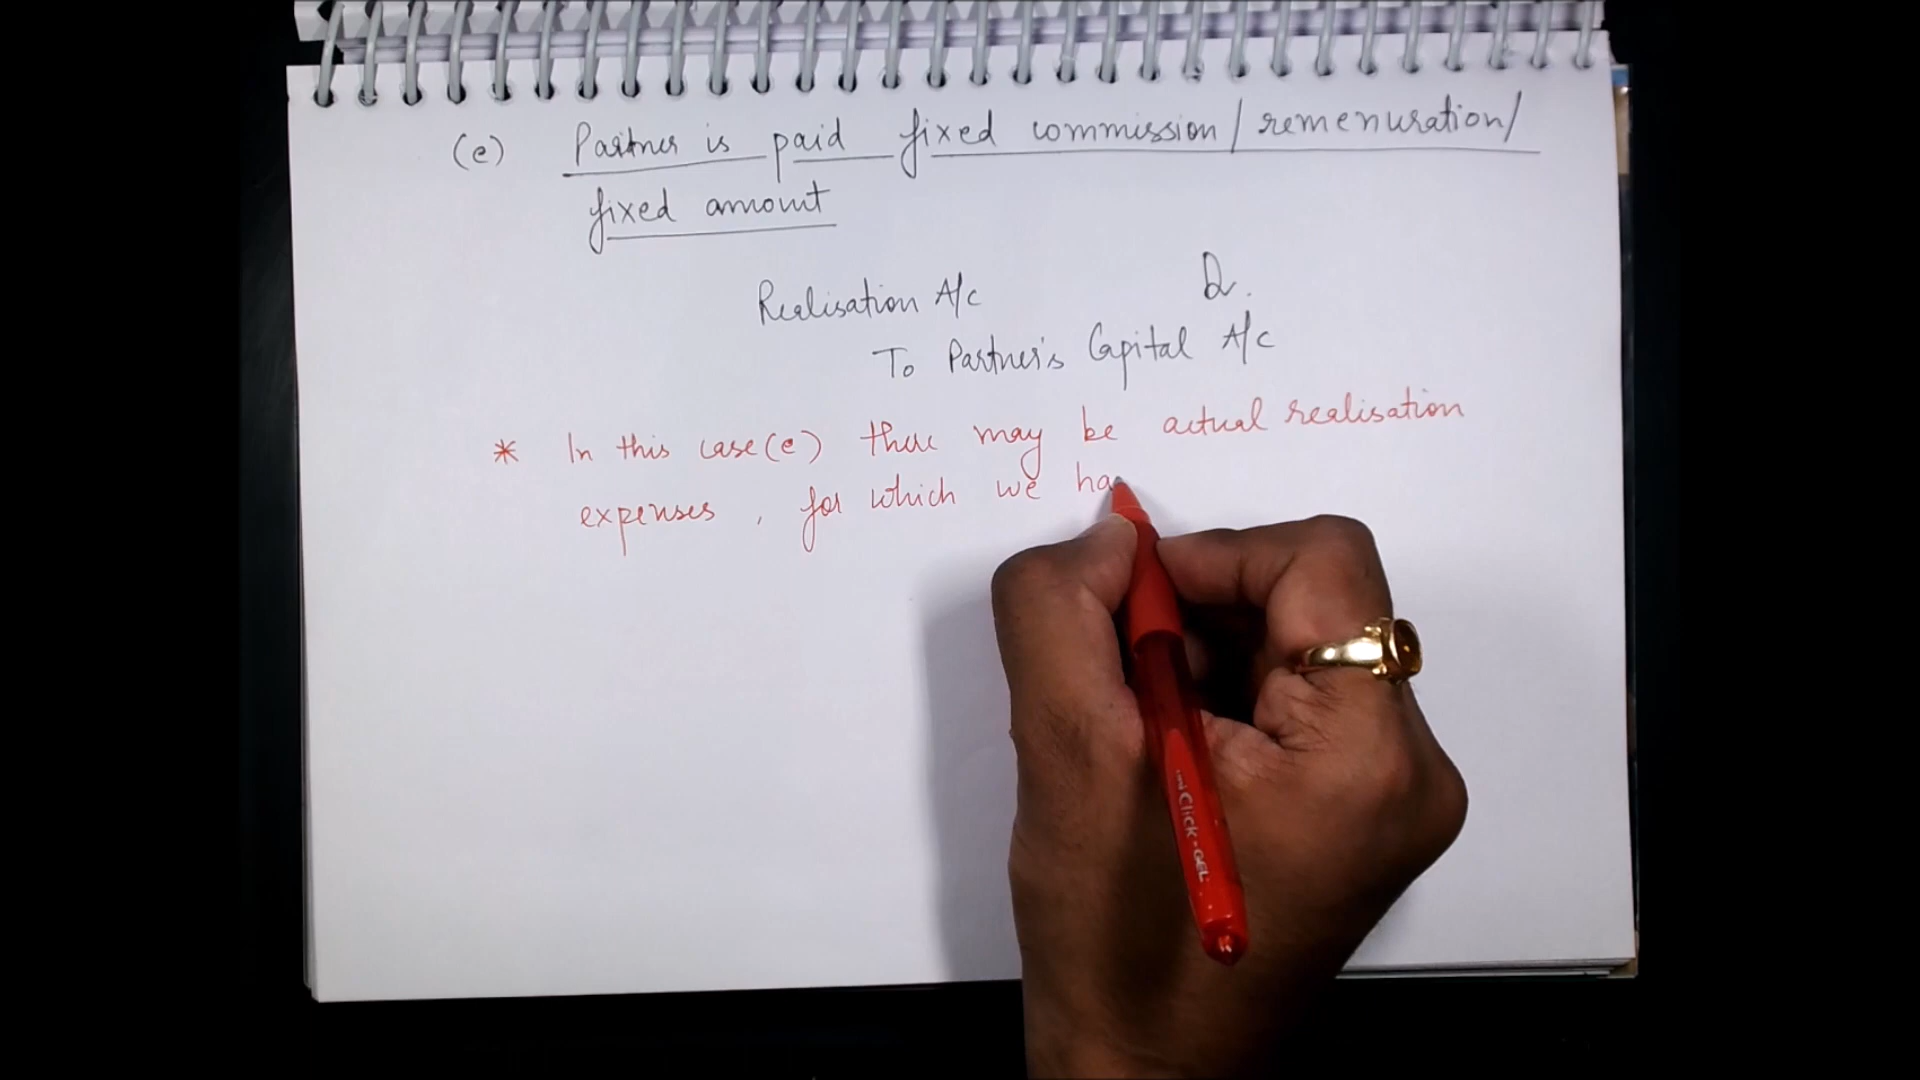 (e) Partner is paid fixed commission/remenuration/
fixed amount
Realisation A/c Dr.
To Partner's Capital A/c
* In this case (e) there may be actual realisation
expenses, for which we ha
uni Click-GEL